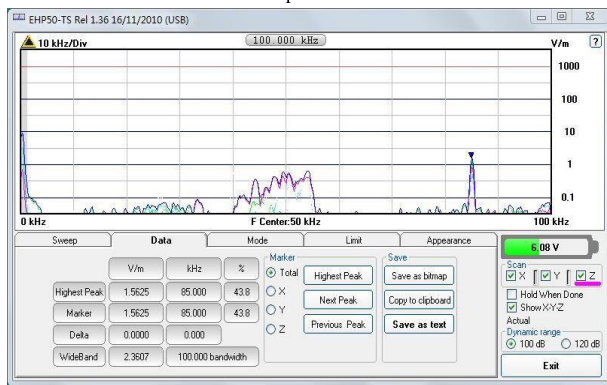 EHP50-TS Rel 1.36 16/11/2010 (USB)
10 kHz/Div
100.000 kHz
V/m
?
1000
100
10
1
0.1
0 kHz
F Center:50 kHz
100 kHz
Sweep
Data
Mode
Limit
Appearance
V/m kHz %
Highest Peak 1.5625 85.000 43.8
Marker 1.5625 85.000 43.8
Delta 0.0000 0.000
WideBand 2.3607 100.000 bandwidth
Marker
Total
X
Y
Z
Highest Peak
Next Peak
Previous Peak
Save
Save as bitmap
Copy to clipboard
Save as text
6.08 V
Scan
X [ Y [ Z
Hold When Done
Show X-Y-Z
Actual
Dynamic range
100 dB 120 dB
Exit